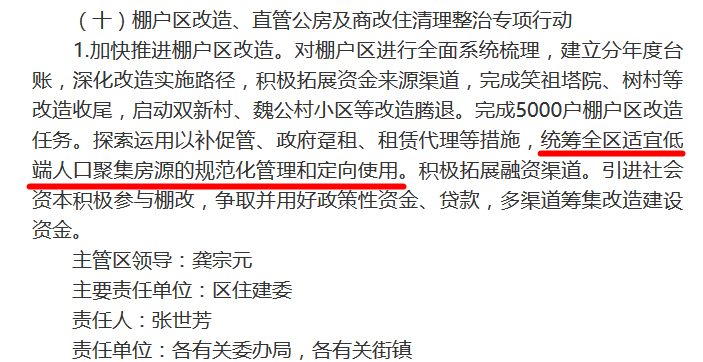 （十）棚户区改造、直管公房及商改住清理整治专项行动
1.加快推进棚户区改造。对棚户区进行全面系统梳理，建立分年度台
账，深化改造实施路径，积极拓展资金来源渠道，完成笑祖塔院、树村等
改造收尾，启动双新村、魏公村小区等改造腾退。完成5000户棚户区改造
任务。探索运用以补促管、政府趸租、租赁代理等措施，统筹全区适宜低
端人口聚集房源的规范化管理和定向使用。积极拓展融资渠道。引进社会
资本积极参与棚改，争取并用好政策性资金、贷款，多渠道筹集改造建设
资金。
主管区领导：龚宗元
主要责任单位：区住建委
责任人：张世芳
责任单位：各有关委办局，各有关街镇